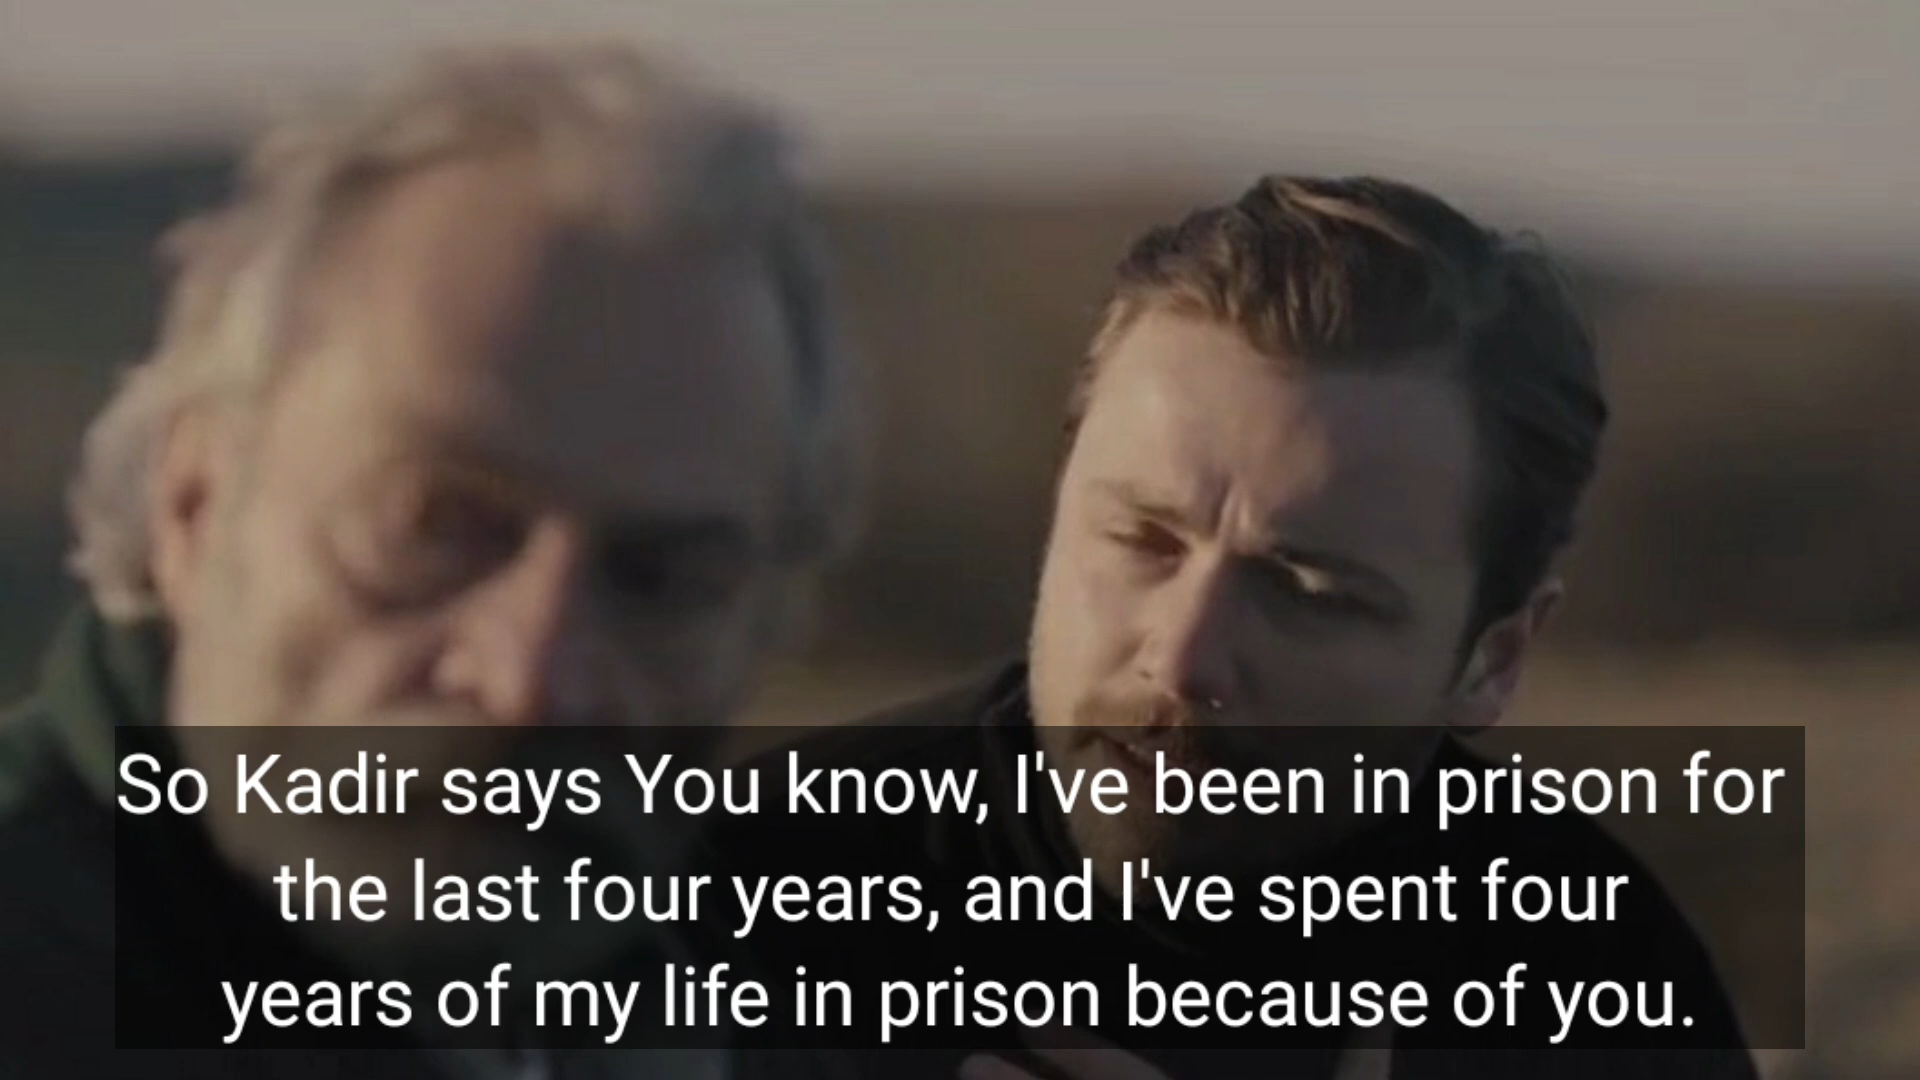 So Kadir says You know, I've been in prison for
the last four years, and I've spent four
years of my life in prison because of you.